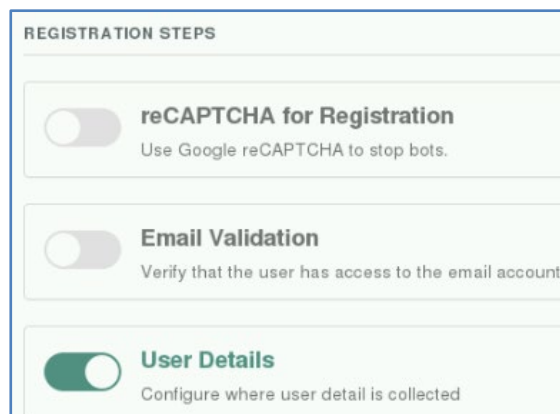 REGISTRATION STEPS
reCAPTCHA for Registration
Use Google reCAPTCHA to stop bots.
Email Validation
Verify that the user has access to the email account
User Details
Configure where user detail is collected